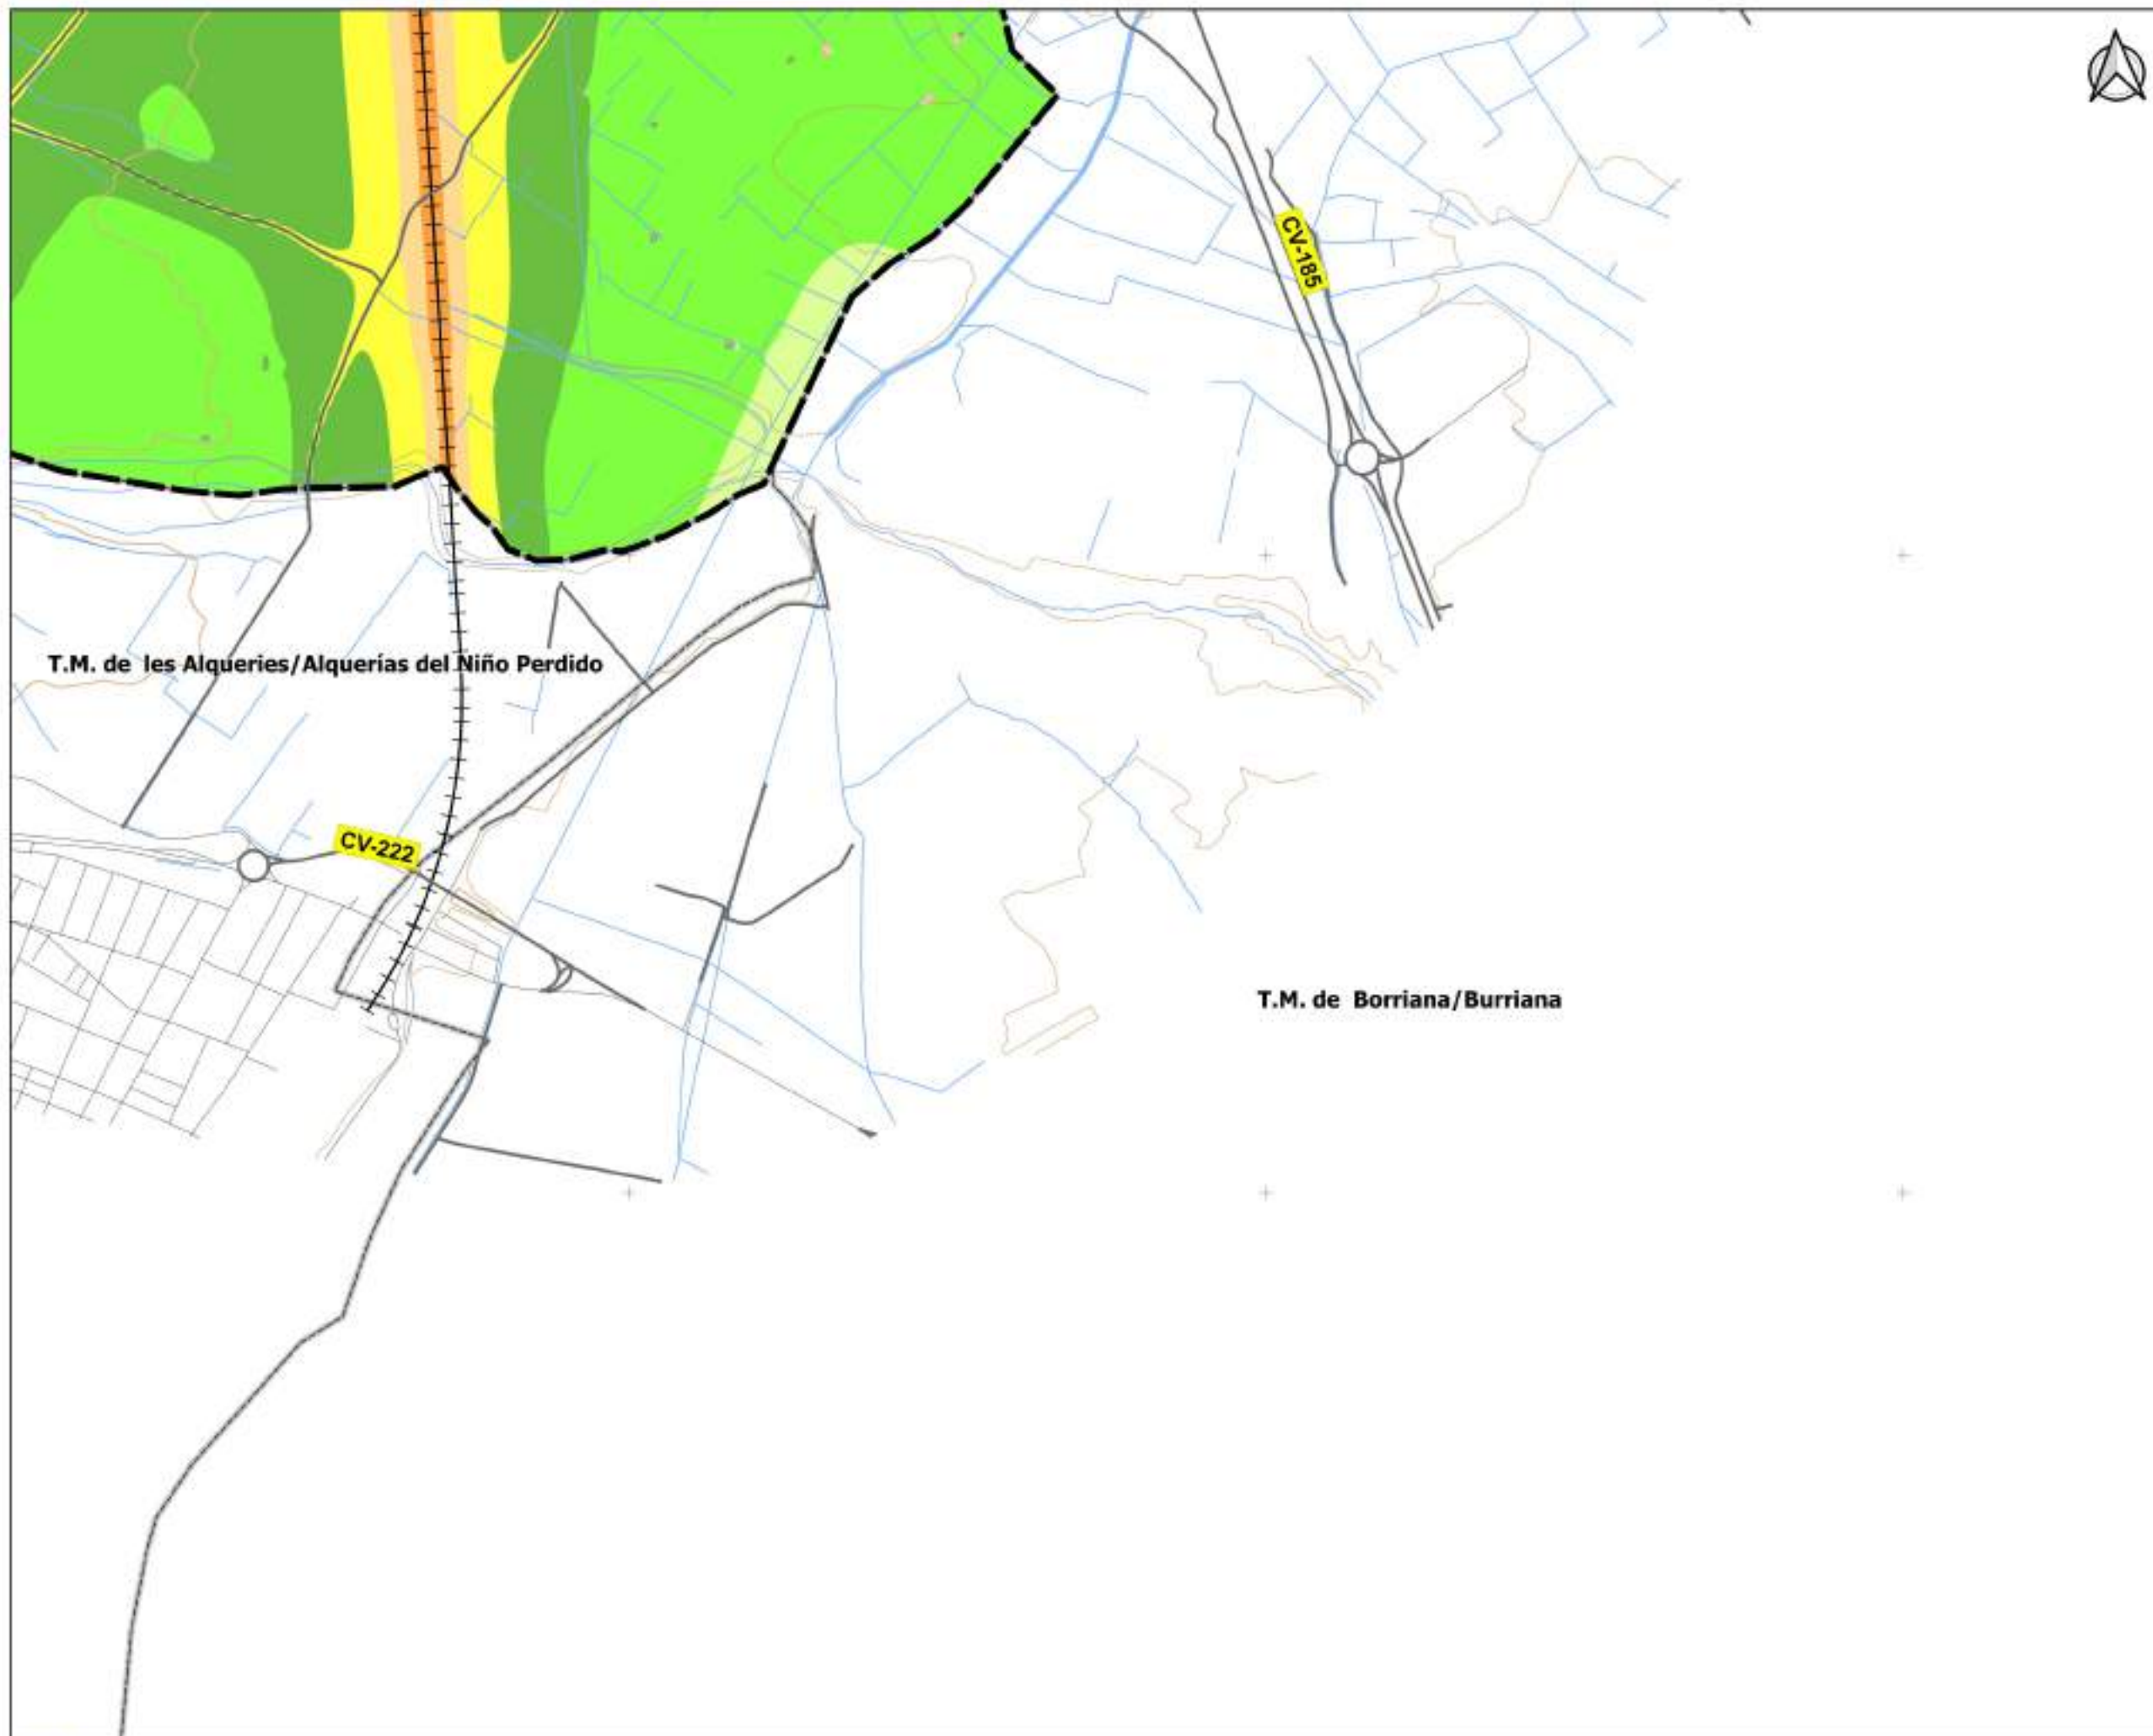 CV-185
T.M. de les Alqueries/Alquerías del Niño Perdido
CV-222
T.M. de Borriana/Burriana